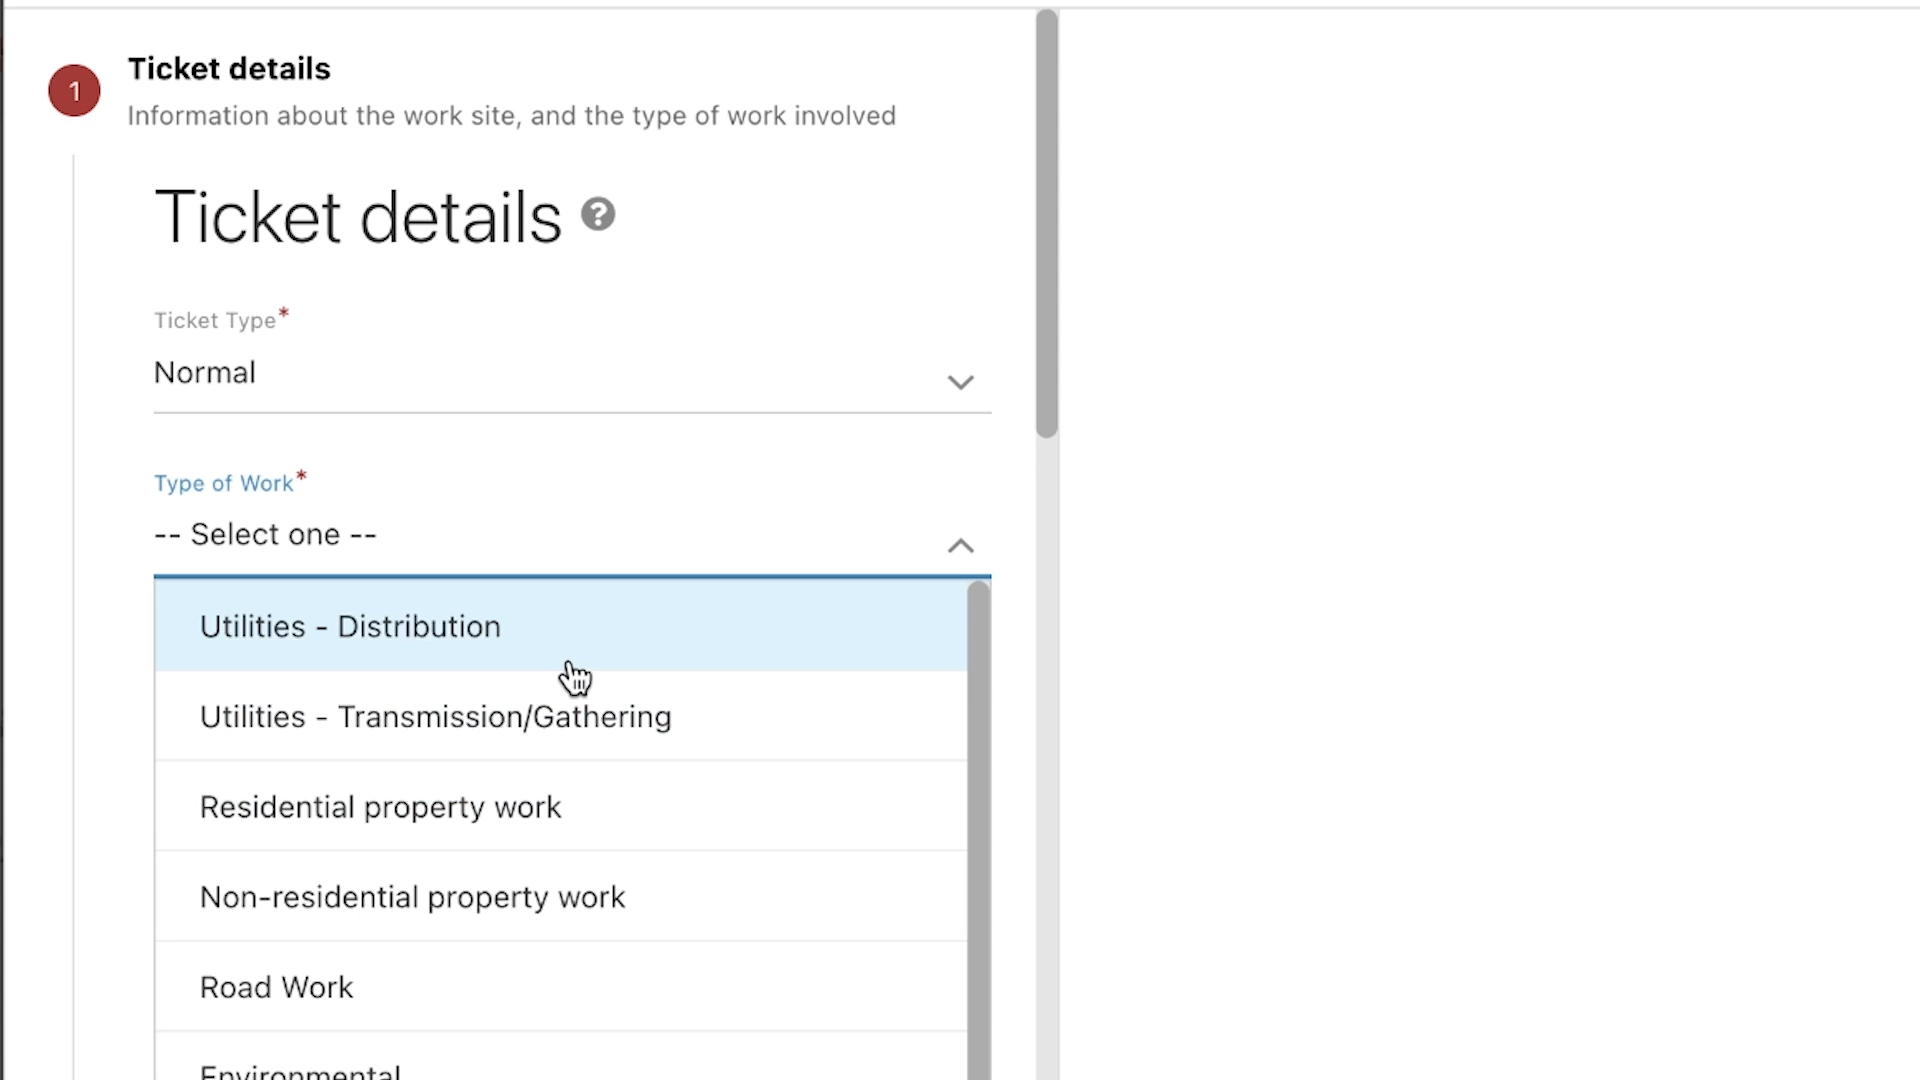 1
Ticket details
Information about the work site, and the type of work involved
Ticket details ?
Ticket Type*
Normal
Type of Work*
-- Select one --
Utilities - Distribution
Utilities - Transmission/Gathering
Residential property work
Non-residential property work
Road Work
Environmental